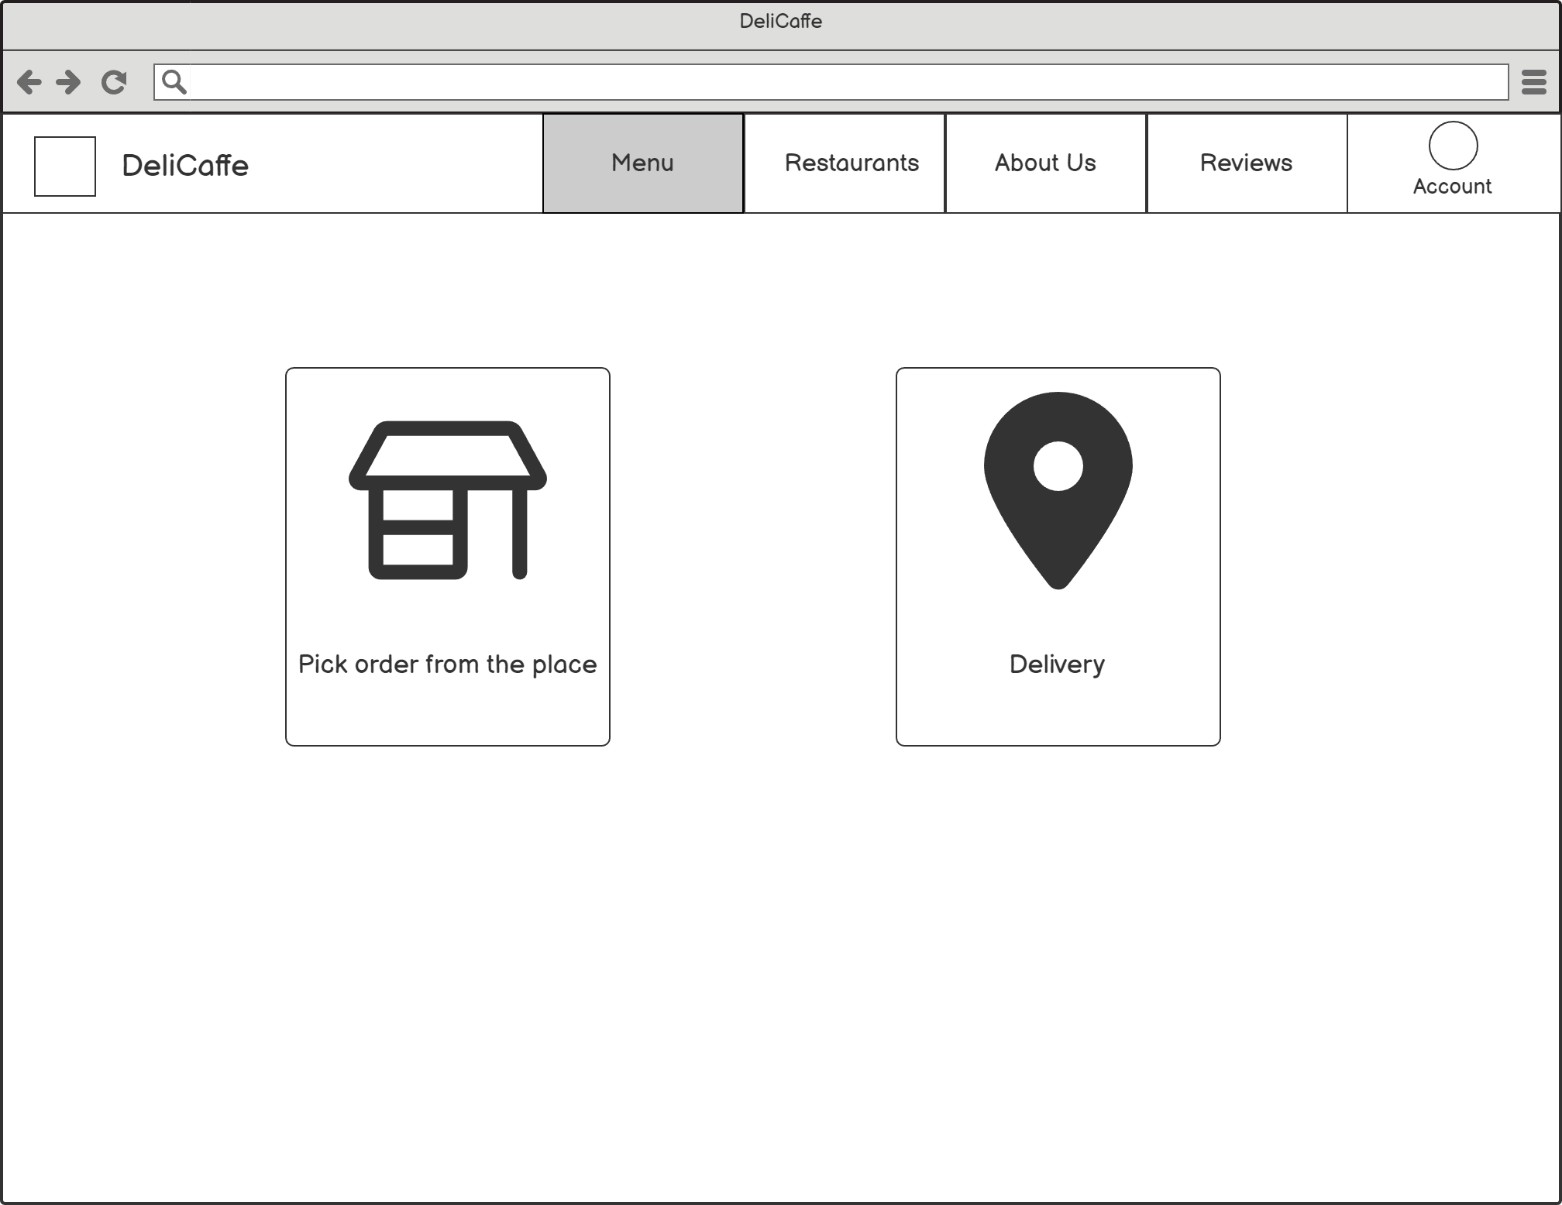 DeliCaffe
DeliCaffe
Menu
Restaurants
About Us
Reviews
Account
Pick order from the place
Delivery